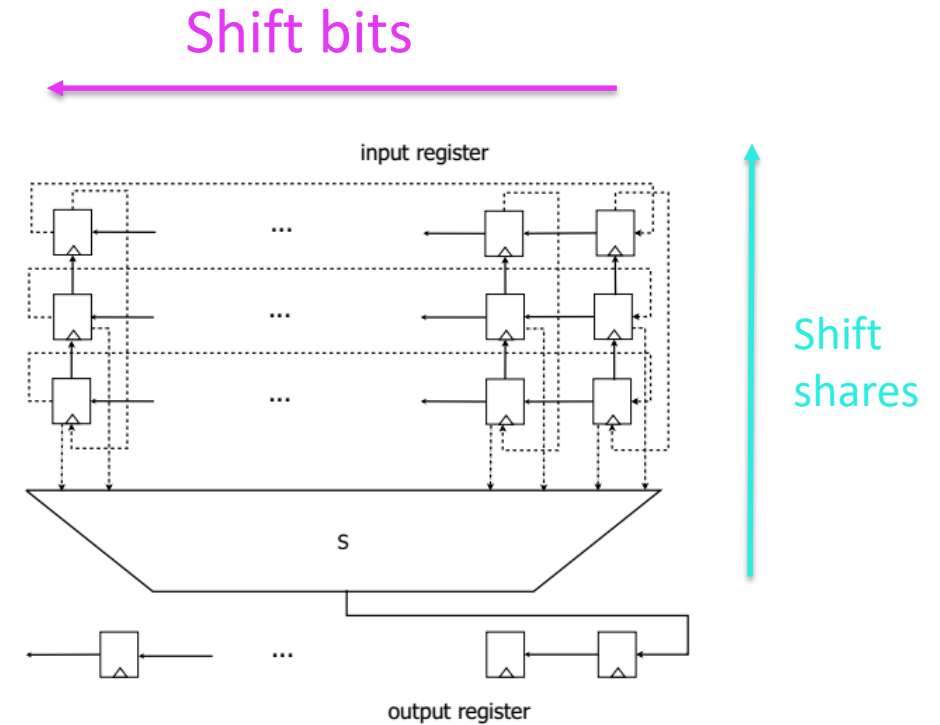 Shift bits
input register
...
...
...
Shift
shares
S
...
output register